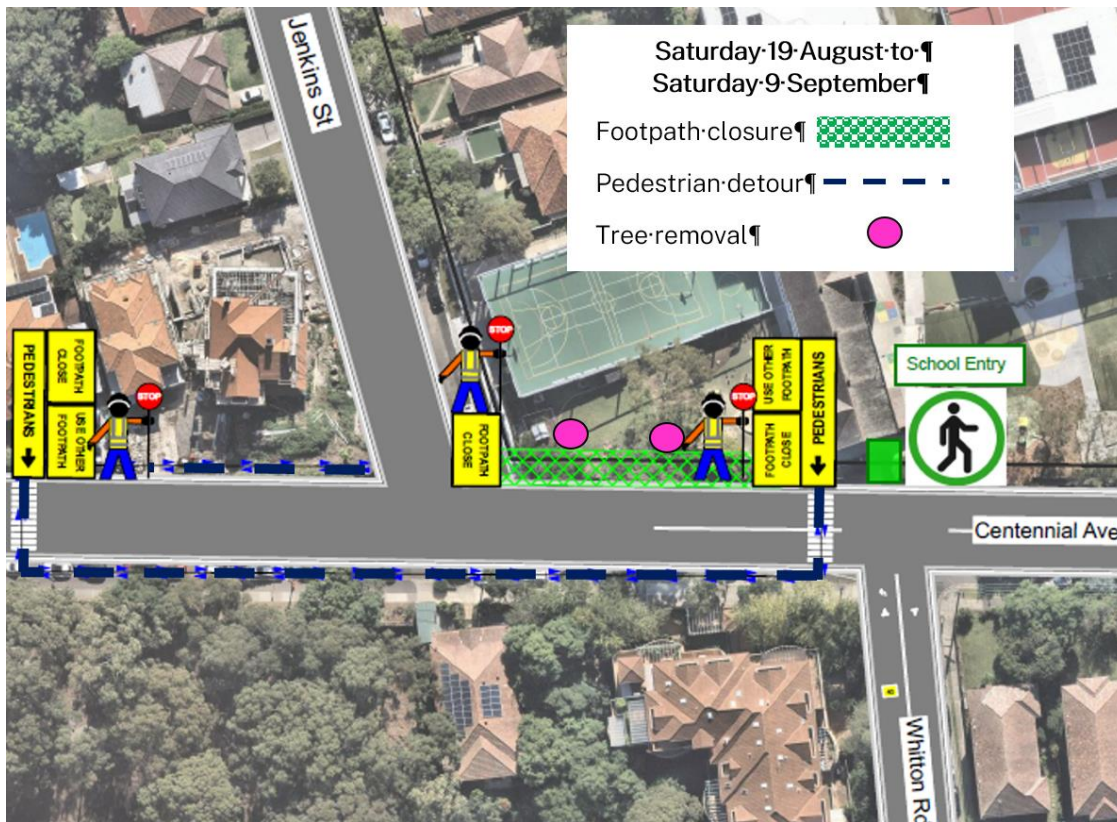 Saturday·19·August·to·¶
Saturday·9·September¶
Footpath·closure¶
Pedestrian·detour¶
Tree·removal¶
Jenkins St
STOP
STOP
STOP
PEDESTRIANS
FOOTPATH
CLOSE
USE OTHER
FOOTPATH
FOOTPATH
CLOSE
USE OTHER
FOOTPATH
FOOTPATH
CLOSE
PEDESTRIANS
School Entry
Centennial Ave
Whitton Rd